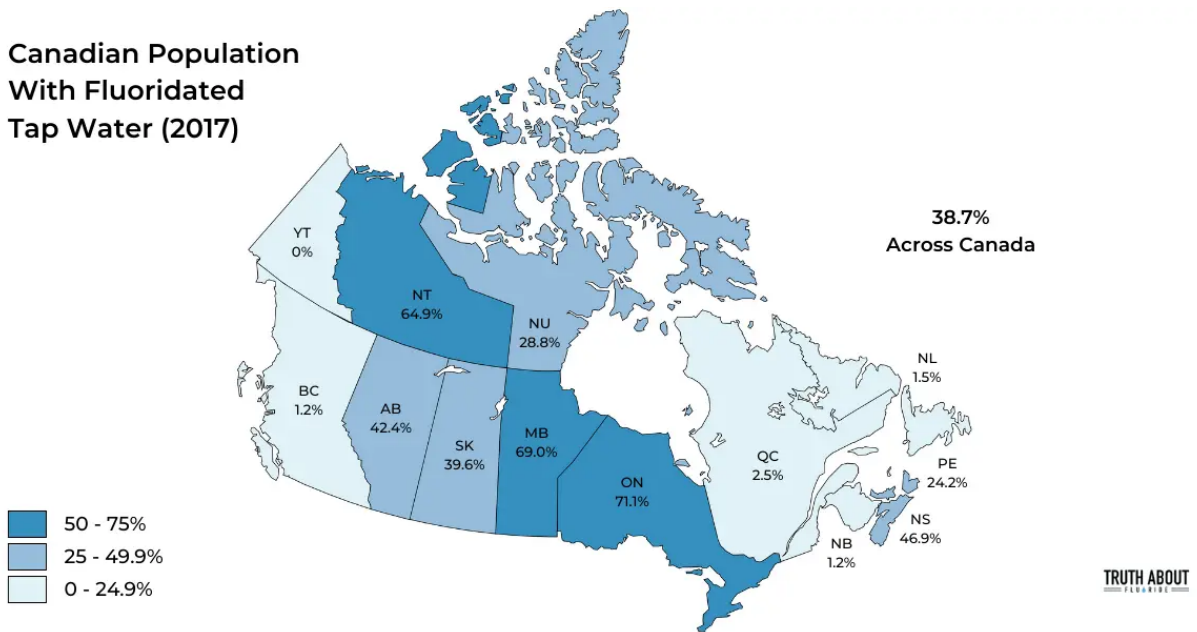 Canadian Population
With Fluoridated
Tap Water (2017)
38.7%
Across Canada
YT
0%
NT
64.9%
NU
28.8%
BC
1.2%
AB
42.4%
SK
39.6%
MB
69.0%
ON
71.1%
QC
2.5%
NL
1.5%
PE
24.2%
NS
46.9%
NB
1.2%
50 - 75%
25 - 49.9%
0 - 24.9%
TRUTH ABOUT
FLUORIDE